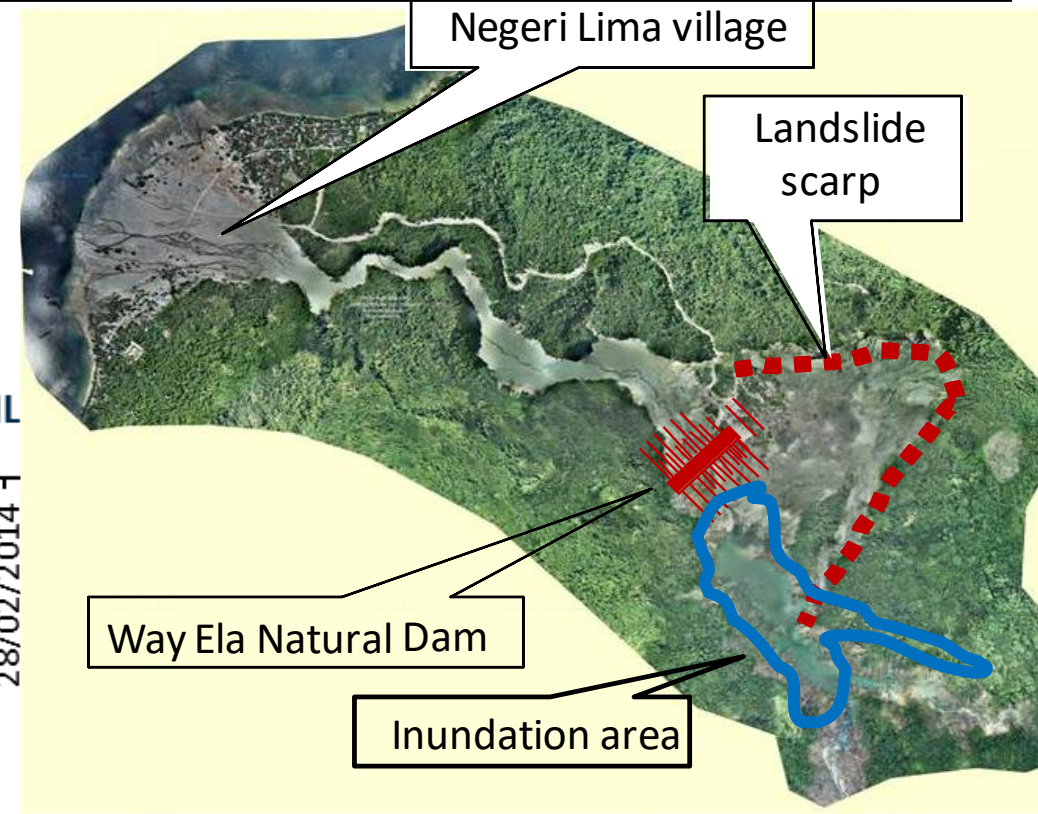 Negeri Lima village
Landslide
scarp
Way Ela Natural Dam
Inundation area
28/02/2014